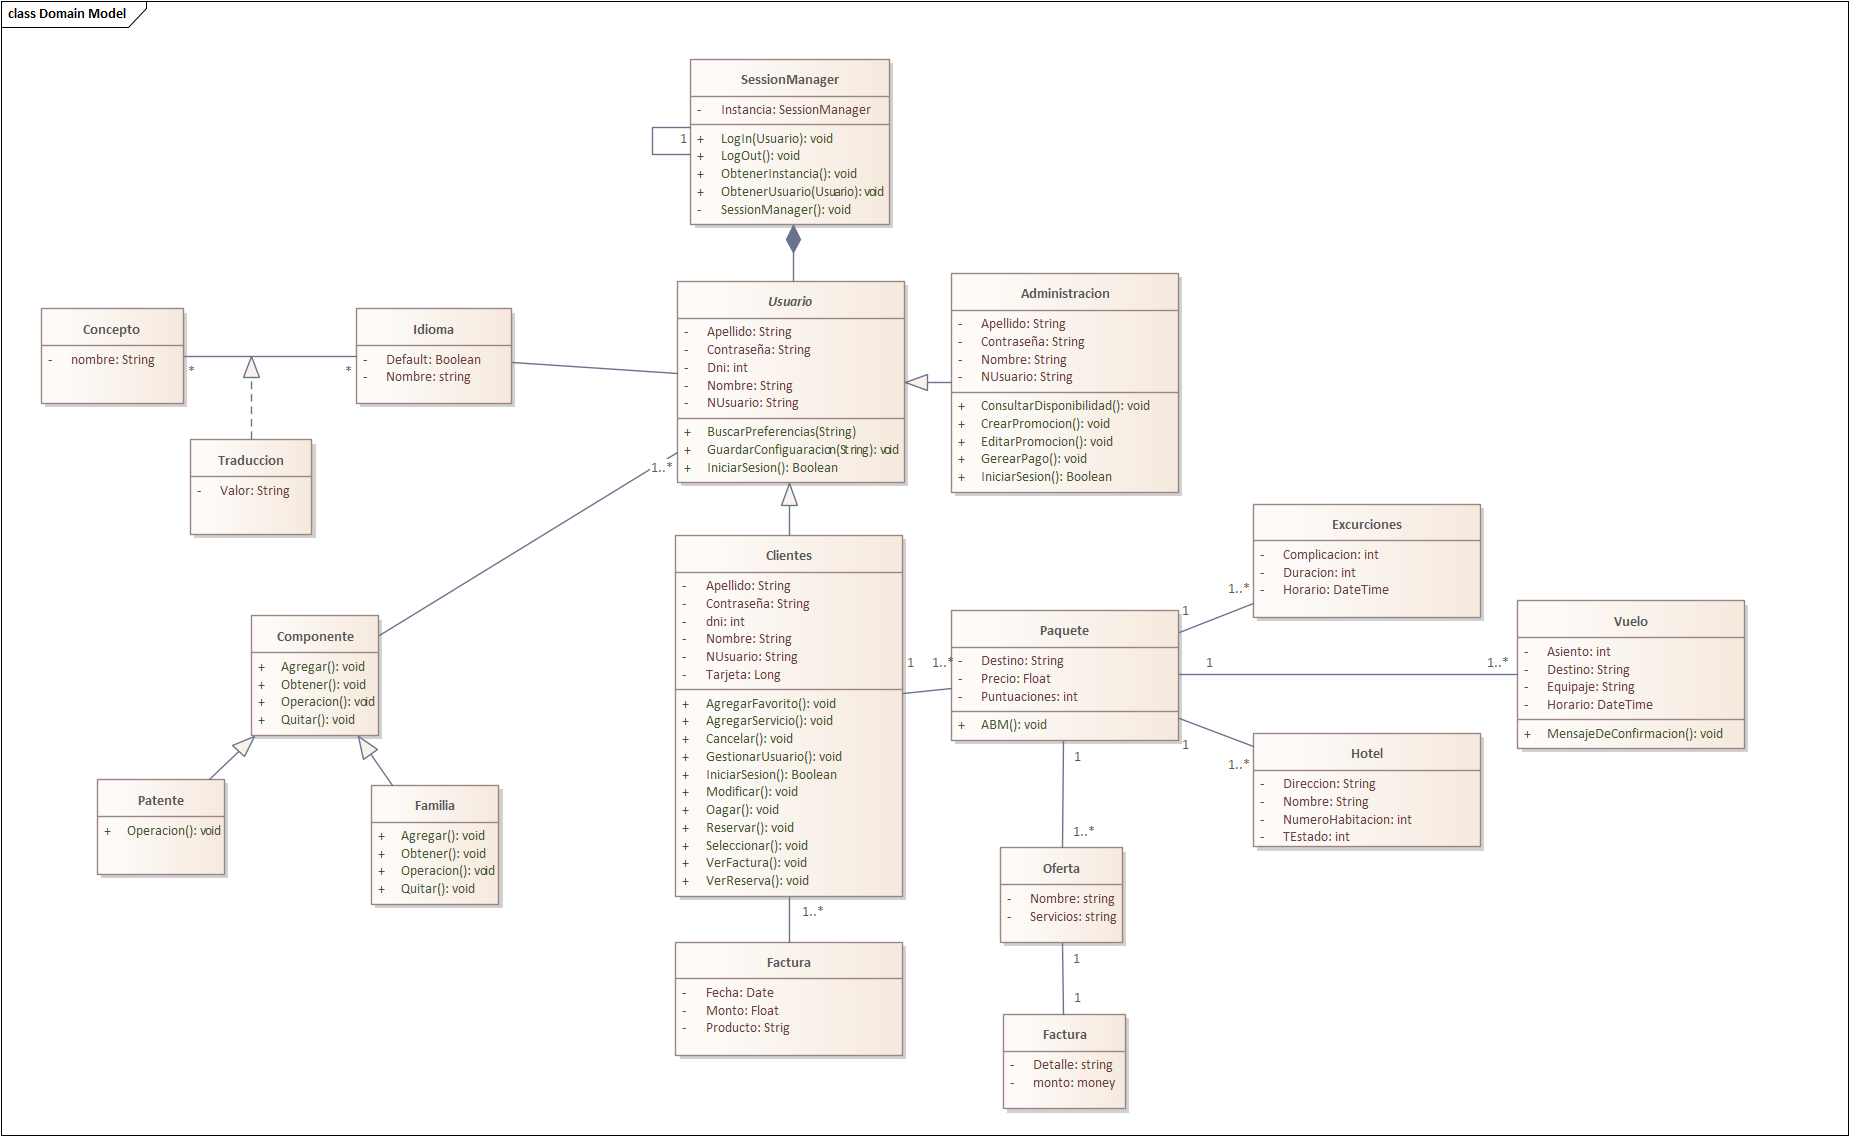 class Domain Model
SessionManager
- Instancia: SessionManager
+ LogIn(Usuario): void
+ LogOut(): void
+ ObtenerInstancia(): void
+ ObtenerUsuario(Usuario): void
- SessionManager(): void
1
Usuario
- Apellido: String
- Contraseña: String
- Dni: int
- Nombre: String
- NUsuario: String
+ BuscarPreferencias(String)
+ GuardarConfiguaracion(String): void
+ IniciarSesion(): Boolean
1..*
Administracion
- Apellido: String
- Contraseña: String
- Nombre: String
- NUsuario: String
+ ConsultarDisponibilidad(): void
+ CrearPromocion(): void
+ EditarPromocion(): void
+ GerearPago(): void
+ IniciarSesion(): Boolean
Concepto
- nombre: String
*
*
Idioma
- Default: Boolean
- Nombre: string
Traduccion
- Valor: String
Componente
+ Agregar(): void
+ Obtener(): void
+ Operacion(): void
+ Quitar(): void
Patente
+ Operacion(): void
Familia
+ Agregar(): void
+ Obtener(): void
+ Operacion(): void
+ Quitar(): void
Clientes
- Apellido: String
- Contraseña: String
- dni: int
- Nombre: String
- NUsuario: String
- Tarjeta: Long
+ AgregarFavorito(): void
+ AgregarServicio(): void
+ Cancelar(): void
+ GestionarUsuario(): void
+ IniciarSesion(): Boolean
+ Modificar(): void
+ Oagar(): void
+ Reservar(): void
+ Seleccionar(): void
+ VerFactura(): void
+ VerReserva(): void
1
1..*
1..*
Factura
- Fecha: Date
- Monto: Float
- Producto: Strig
Paquete
- Destino: String
- Precio: Float
- Puntuaciones: int
+ ABM(): void
1
1..*
Excurciones
- Complicacion: int
- Duracion: int
- Horario: DateTime
1
1..*
Vuelo
- Asiento: int
- Destino: String
- Equipaje: String
- Horario: DateTime
+ MensajeDeConfirmacion(): void
1
1..*
Hotel
- Direccion: String
- Nombre: String
- NumeroHabitacion: int
- TEstado: int
1
1..*
Oferta
- Nombre: string
- Servicios: string
1
1
Factura
- Detalle: string
- monto: money